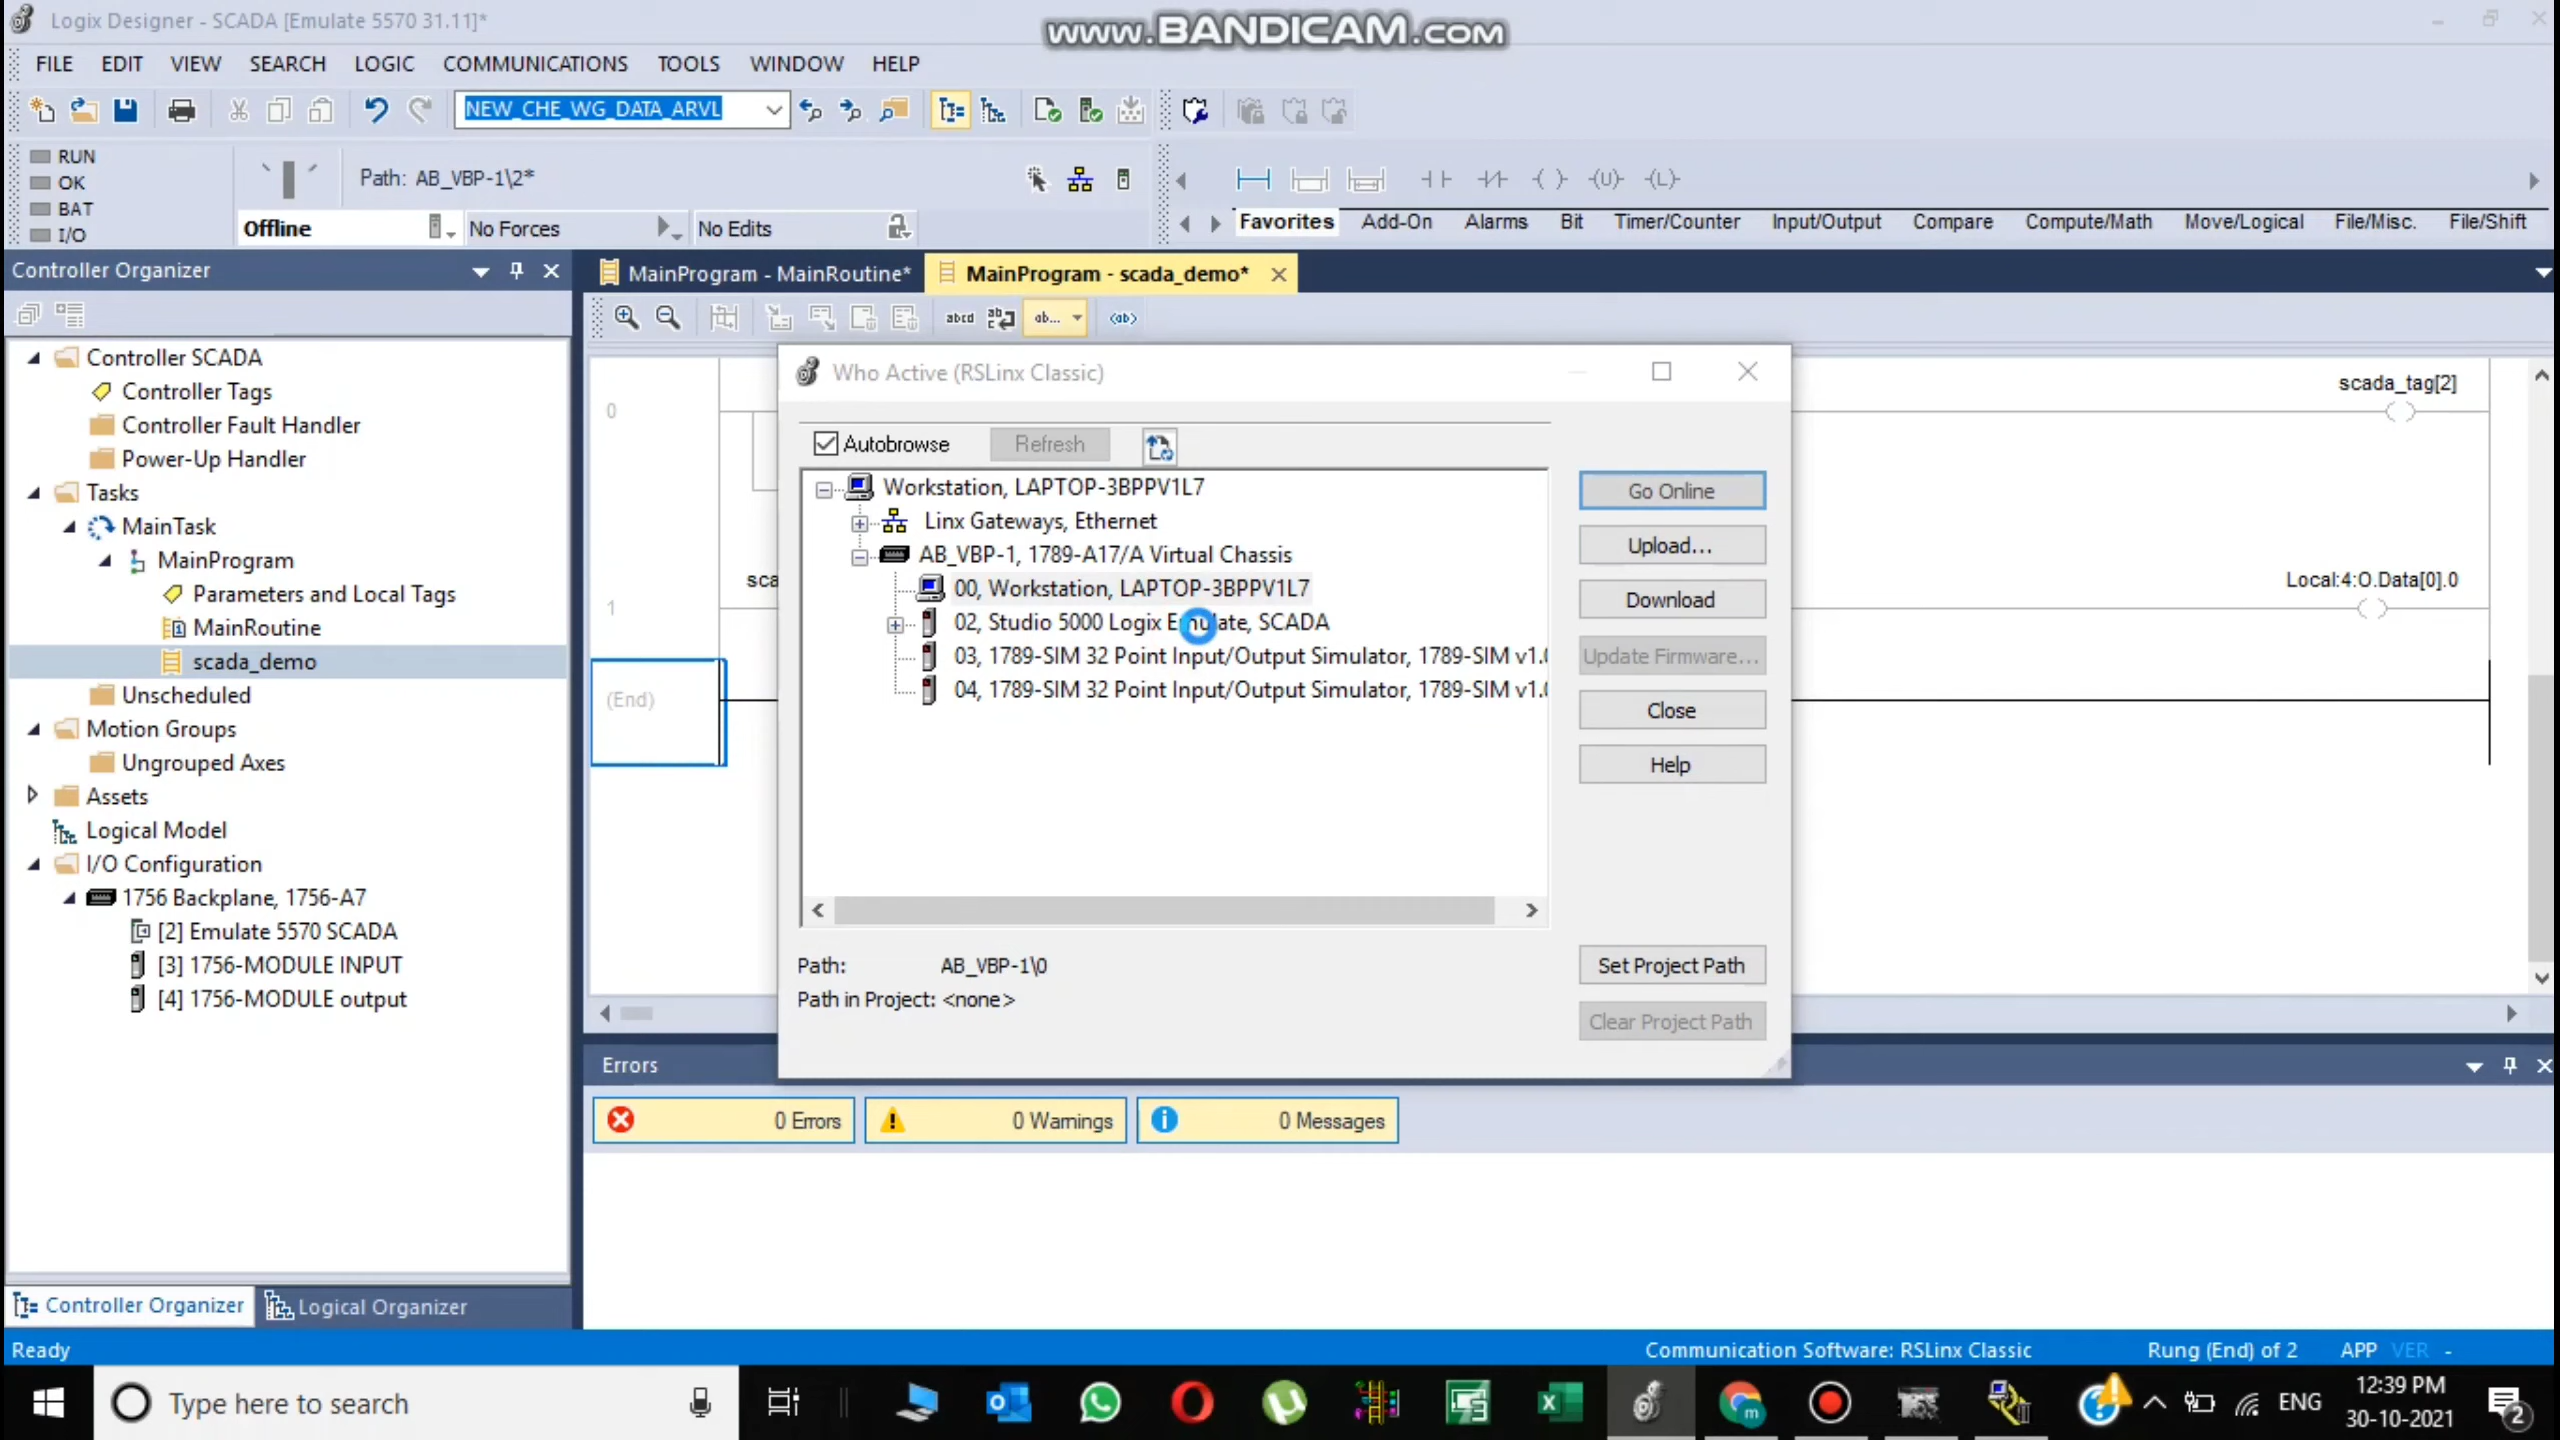 Logix Designer - SCADA [Emulate 5570 31.11]*
www.BANDICAM.com
FILE EDIT VIEW SEARCH LOGIC COMMUNICATIONS TOOLS WINDOW HELP
NEW_CHE_WG_DATA_ARVL
RUN
OK
BAT
I/O
Path: AB_VBP-1\2*
Offline
No Forces
No Edits
Favorites Add-On Alarms Bit Timer/Counter Input/Output Compare Compute/Math Move/Logical File/Misc. File/Shift
Controller Organizer
MainProgram - MainRoutine*
MainProgram - scada_demo*
Controller SCADA
Controller Tags
Controller Fault Handler
Power-Up Handler
Tasks
MainTask
MainProgram
Parameters and Local Tags
MainRoutine
scada_demo
Unscheduled
Motion Groups
Ungrouped Axes
Assets
Logical Model
I/O Configuration
1756 Backplane, 1756-A7
[2] Emulate 5570 SCADA
[3] 1756-MODULE INPUT
[4] 1756-MODULE output
Controller Organizer
Logical Organizer
abcd
ab...
<ab>
0
scada_tag[2]
sca
1
Local:4:O.Data[0].0
(End)
Who Active (RSLinx Classic)
Autobrowse
Refresh
Workstation, LAPTOP-3BPPV1L7
Linx Gateways, Ethernet
AB_VBP-1, 1789-A17/A Virtual Chassis
00, Workstation, LAPTOP-3BPPV1L7
02, Studio 5000 Logix Emulate, SCADA
03, 1789-SIM 32 Point Input/Output Simulator, 1789-SIM v1.0
04, 1789-SIM 32 Point Input/Output Simulator, 1789-SIM v1.0
Go Online
Upload...
Download
Update Firmware...
Close
Help
Path: AB_VBP-1\0
Path in Project: <none>
Set Project Path
Clear Project Path
Errors
0 Errors
0 Warnings
0 Messages
Ready
Communication Software: RSLinx Classic
Rung (End) of 2
APP VER
Type here to search
ENG
12:39 PM
30-10-2021
2